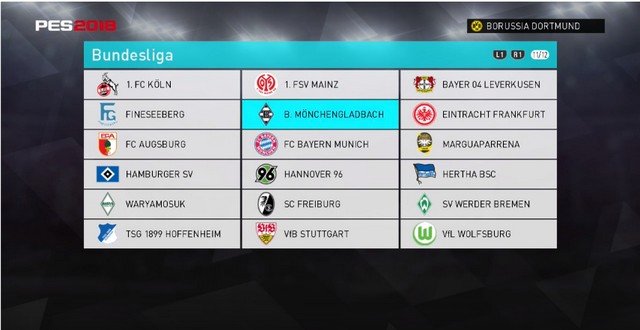 PES2018
BORUSSIA DORTMUND
Bundesliga
L1 R1 11/12
1. FC KÖLN
1. FSV MAINZ
BAYER 04 LEVERKUSEN
FINESEEBERG
B. MÖNCHENGLADBACH
EINTRACHT FRANKFURT
FC AUGSBURG
FC BAYERN MUNICH
MARGUAPARRENA
HAMBURGER SV
HANNOVER 96
HERTHA BSC
WARYAMOSUK
SC FREIBURG
SV WERDER BREMEN
TSG 1899 HOFFENHEIM
VfB STUTTGART
VfL WOLFSBURG